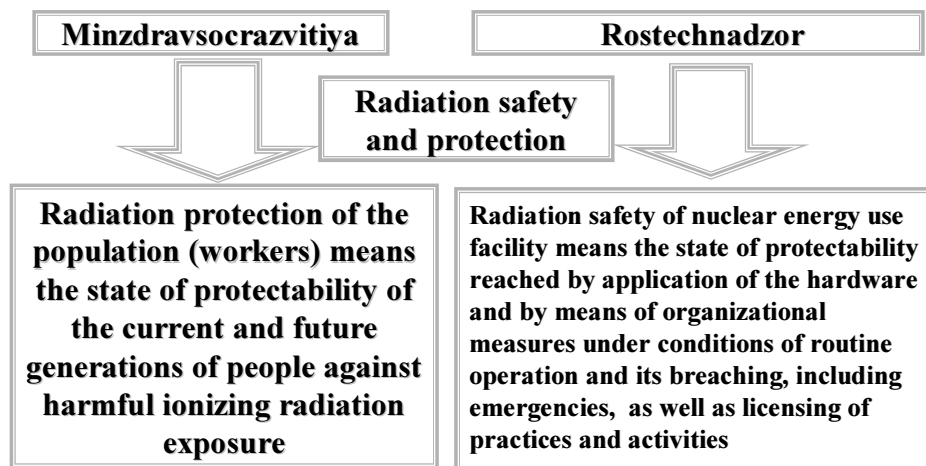 Minzdravsocrazvitiya
Rostechnadzor
Radiation safety
and protection
Radiation protection of the
population (workers) means
the state of protectability of
the current and future
generations of people against
harmful ionizing radiation
exposure
Radiation safety of nuclear energy use
facility means the state of protectability
reached by application of the hardware
and by means of organizational
measures under conditions of routine
operation and its breaching, including
emergencies, as well as licensing of
practices and activities